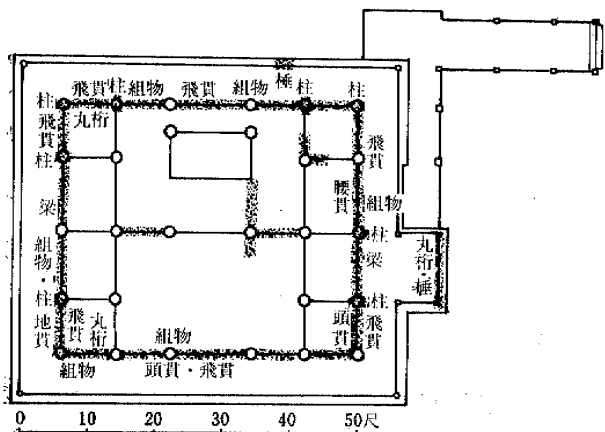 飛貫 柱 組物 飛貫 組物 棰 柱 柱
柱 丸桁
飛貫
柱
梁
組物・柱
地貫
飛貫
丸桁
組物
組物
頭貫・飛貫
飛貫
腰貫
組物
柱
梁
柱
頭貫
飛貫
丸桁・棰
0 10 20 30 40 50尺